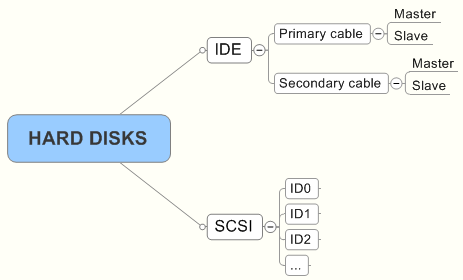 HARD DISKS
IDE
Primary cable
Master
Slave
Secondary cable
Master
Slave
SCSI
ID0
ID1
ID2
...